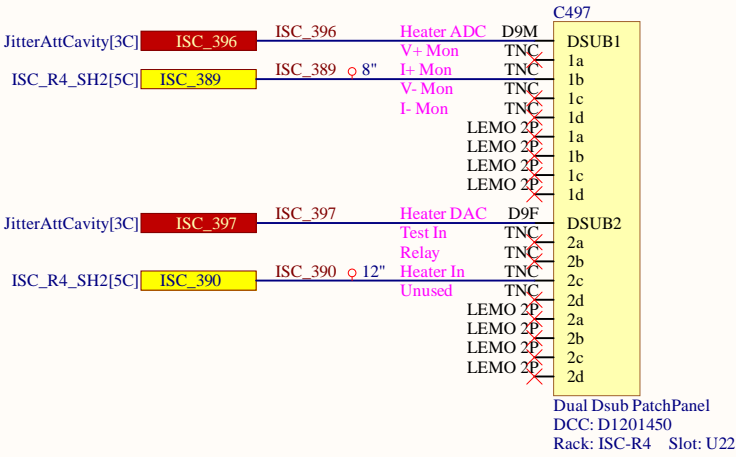 C497
JitterAttCavity[3C] ISC_396 ISC_396 Heater ADC D9M DSUB1
V+ Mon TNC 1a
ISC_R4_SH2[5C] ISC_389 ISC_389 8" I+ Mon TNC 1b
V- Mon TNC 1c
I- Mon TNC 1d
LEMO 2P 1a
LEMO 2P 1b
LEMO 2P 1c
LEMO 2P 1d
JitterAttCavity[3C] ISC_397 ISC_397 Heater DAC D9F DSUB2
Test In TNC 2a
Relay TNC 2b
ISC_R4_SH2[5C] ISC_390 ISC_390 12" Heater In TNC 2c
Unused TNC 2d
LEMO 2P 2a
LEMO 2P 2b
LEMO 2P 2c
LEMO 2P 2d
Dual Dsub PatchPanel
DCC: D1201450
Rack: ISC-R4 Slot: U22